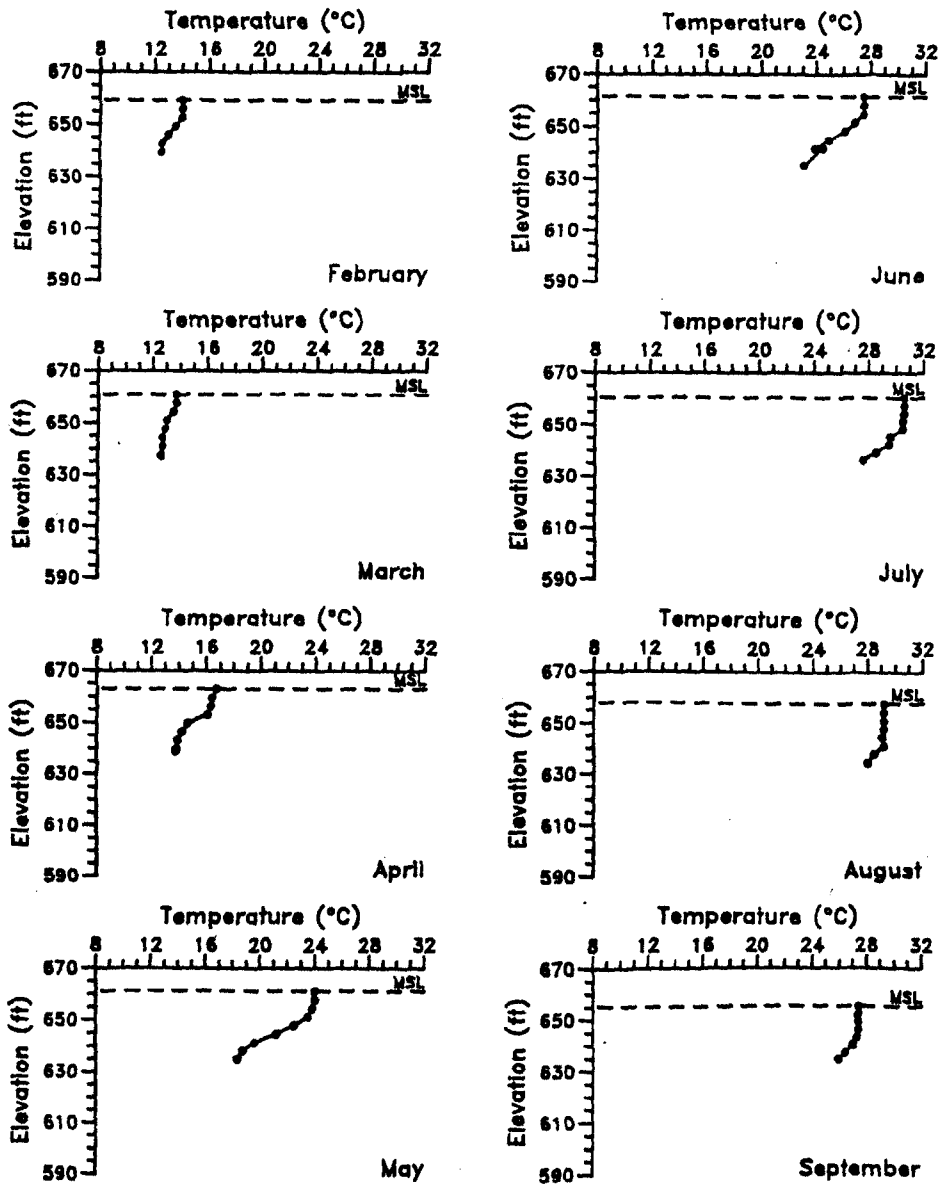 Temperature (°C)
8 12 16 20 24 28 32
670
650
630
610
590
Elevation (ft)
MSL
February
Temperature (°C)
8 12 16 20 24 28 32
670
650
630
610
590
Elevation (ft)
MSL
June
Temperature (°C)
8 12 16 20 24 28 32
670
650
630
610
590
Elevation (ft)
MSL
March
Temperature (°C)
8 12 16 20 24 28 32
670
650
630
610
590
Elevation (ft)
MSL
July
Temperature (°C)
8 12 16 20 24 28 32
670
650
630
610
590
Elevation (ft)
MSL
April
Temperature (°C)
8 12 16 20 24 28 32
670
650
630
610
590
Elevation (ft)
MSL
August
Temperature (°C)
8 12 16 20 24 28 32
670
650
630
610
590
Elevation (ft)
MSL
May
Temperature (°C)
8 12 16 20 24 28 32
670
650
630
610
590
Elevation (ft)
MSL
September